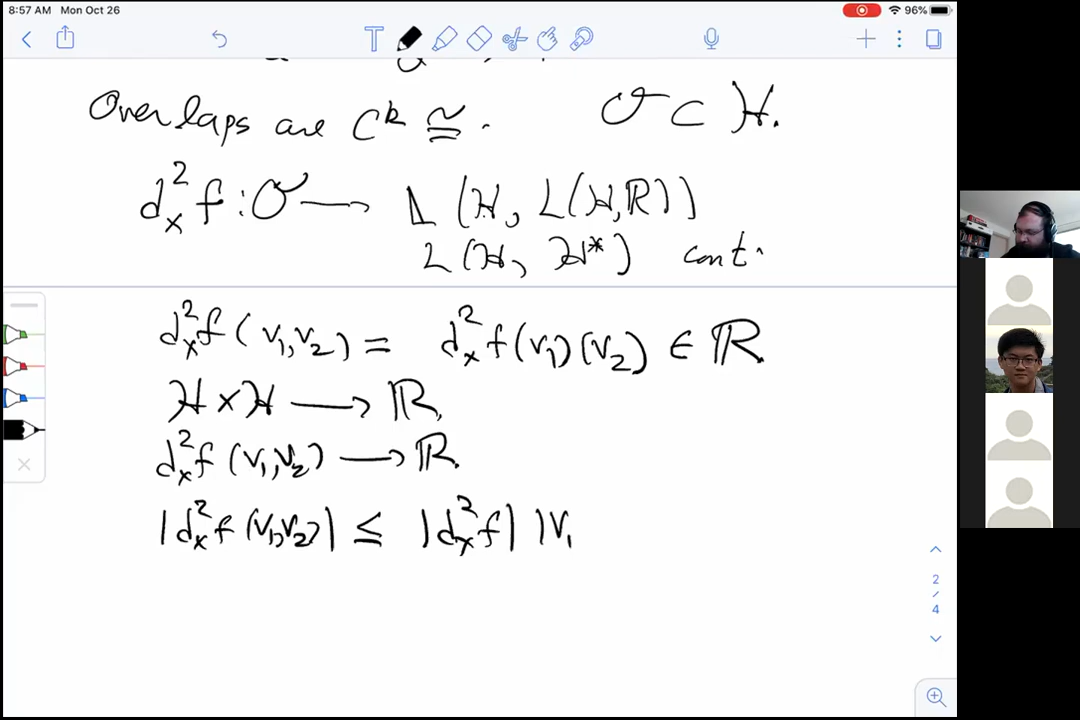 8:57 AM Mon Oct 26
96%
Overlaps are C^k ≅. O ⊂ H.
d_x^2 f : O → L(H, L(H,ℝ))
L(H, H*) cont.
d_x^2 f(v_1,v_2) = d_x^2 f(v_1)(v_2) ∈ ℝ
H × H → ℝ,
d_x^2 f(v_1,v_2) → ℝ.
|d_x^2 f(v_1,v_2)| ≤ |d_x^2 f| |v_1
2
/
4